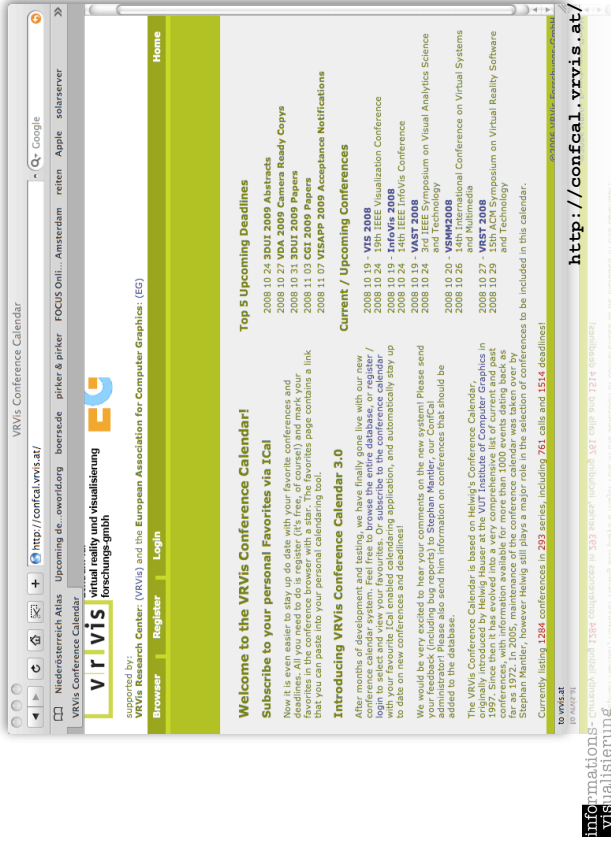 VRVis Conference Calendar
http://confcal.vrvis.at/
Google
Niederösterreich Atlas Upcoming de...oworld.org boerse.de pirker & pirker FOCUS Onli... Amsterdam reiten Apple solarserver
VRVis Conference Calendar
vrvis
virtual reality und visualisierung
forschungs-gmbh
EG
supported by:
VRVis Research Center: (VRVis) and the European Association for Computer Graphics: (EG)
Browser Register Login Home
Welcome to the VRVis Conference Calendar!
Subscribe to your personal Favorites via ICal
Now it is even easier to stay up do date with your favorite conferences and
deadlines. All you need to do is register (it's free, of course!) and mark your
favorites in the conference browser with a star. The favorites page contains a link
that you can paste into your personal calendaring tool.
Introducing VRVis Conference Calendar 3.0
After months of development and testing, we have finally gone live with our new
conference calendar system. Feel free to browse the entire database, or register /
login to select and view your favourites. Or subscribe to the conference calendar
with your favourite ICal enabled calendaring application, and automatically stay up
to date on new conferences and deadlines!
We would be very excited to hear your comments on the new system! Please send
your feedback (including bug reports) to Stephan Mantler, our ConfCal
administrator! Please also send him information on conferences that should be
added to the database.
The VRVis Conference Calendar is based on Helwig's Conference Calendar,
originally introduced by Helwig Hauser at the VUT Institute of Computer Graphics in
1997. Since then it has evolved into a very comprehensive list of current and past
conferences, with information available for more than 1000 events dating back as
far as 1972. In 2005, maintenance of the conference calendar was taken over by
Stephan Mantler, however Helwig still plays a major role in the selection of conferences to be included in this calendar.
Currently listing 1284 conferences in 293 series, including 761 calls and 1514 deadlines!
Top 5 Upcoming Deadlines
2008 10 24 3DUI 2009 Abstracts
2008 10 27 VDA 2009 Camera Ready Copys
2008 10 31 3DUI 2009 Papers
2008 11 03 CGI 2009 Papers
2008 11 07 VISAPP 2009 Acceptance Notifications
Current / Upcoming Conferences
2008 10 19 - VIS 2008
2008 10 24 19th IEEE Visualization Conference
2008 10 19 - InfoVis 2008
2008 10 24 14th IEEE InfoVis Conference
2008 10 19 - VAST 2008
2008 10 24 3rd IEEE Symposium on Visual Analytics Science
and Technology
2008 10 20 - VSMM2008
2008 10 26 14th International Conference on Virtual Systems
and Multimedia
2008 10 27 - VRST 2008
2008 10 29 15th ACM Symposium on Virtual Reality Software
and Technology
©2006 VRVis Forschungs-GmbH
to vrvis.at
http://confcal.vrvis.at/
informations-
visualisierung